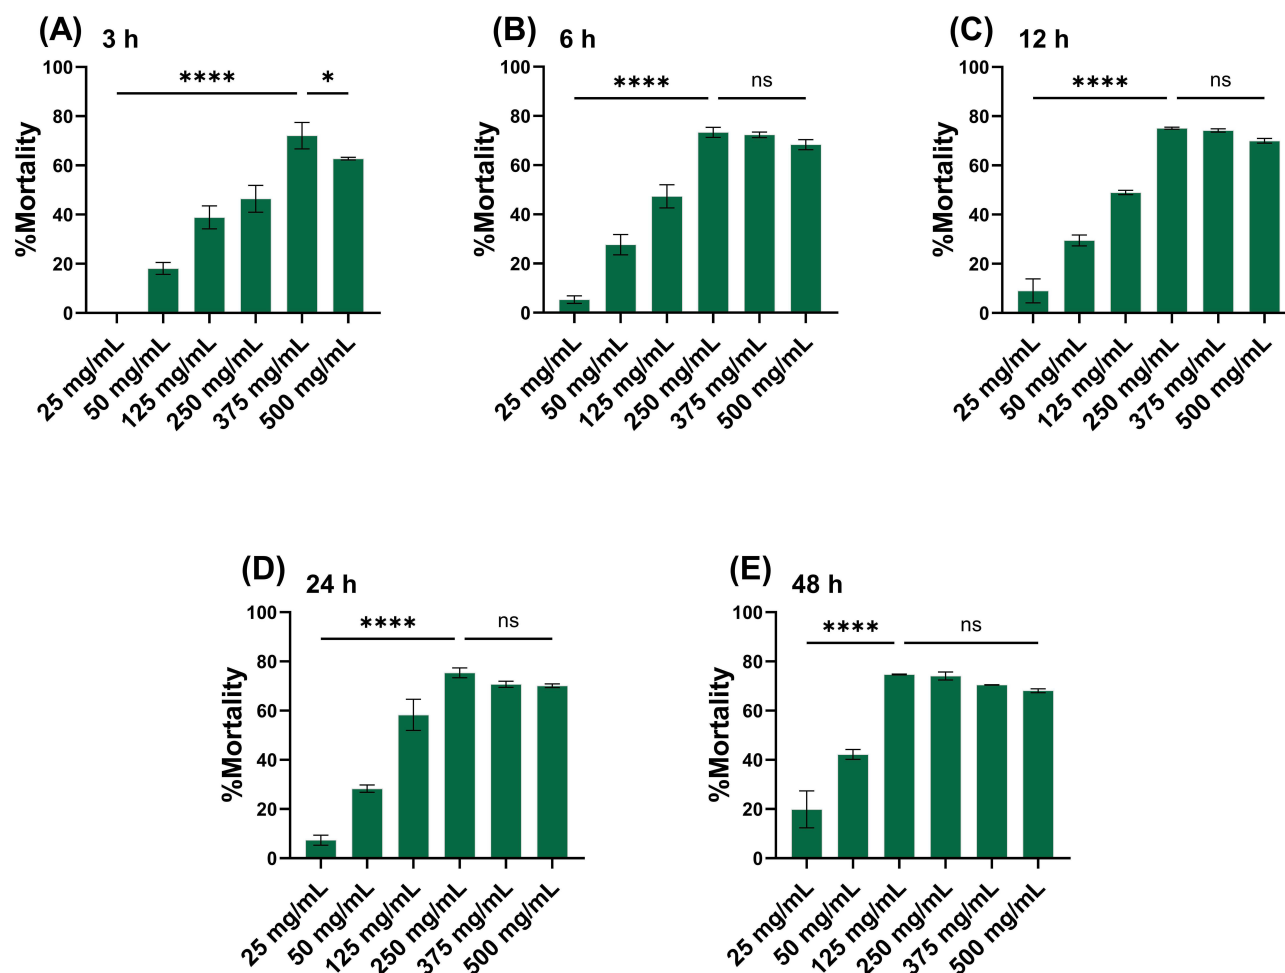 (A) 3 h
100
80
60
40
20
0
%Mortality
**** *
25 mg/mL
50 mg/mL
125 mg/mL
250 mg/mL
375 mg/mL
500 mg/mL
(B) 6 h
100
80
60
40
20
0
%Mortality
**** ns
25 mg/mL
50 mg/mL
125 mg/mL
250 mg/mL
375 mg/mL
500 mg/mL
(C) 12 h
100
80
60
40
20
0
%Mortality
**** ns
25 mg/mL
50 mg/mL
125 mg/mL
250 mg/mL
375 mg/mL
500 mg/mL
(D) 24 h
100
80
60
40
20
0
%Mortality
**** ns
25 mg/mL
50 mg/mL
125 mg/mL
250 mg/mL
375 mg/mL
500 mg/mL
(E) 48 h
100
80
60
40
20
0
%Mortality
**** ns
25 mg/mL
50 mg/mL
125 mg/mL
250 mg/mL
375 mg/mL
500 mg/mL